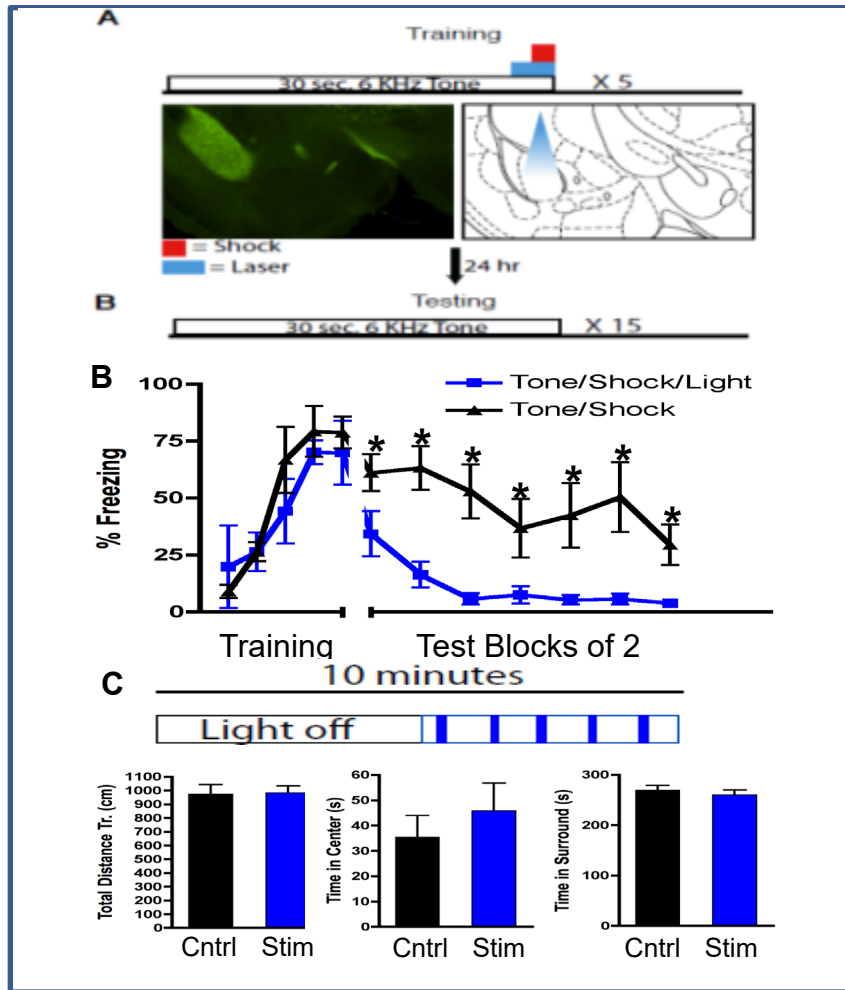 A
Training
30 sec. 6 KHz Tone
X 5
= Shock
= Laser
24 hr
B
Testing
30 sec. 6 KHz Tone
X 15
B
100
75
50
25
0
% Freezing
Tone/Shock/Light
Tone/Shock
* * * * * * *
Training
Test Blocks of 2
C
10 minutes
Light off
Total Distance Tr. (cm)
1100
1000
900
800
700
600
500
400
300
200
100
0
Cntrl Stim
Time in Center (s)
60
50
40
30
20
10
0
Cntrl Stim
Time in Surround (s)
300
200
100
0
Cntrl Stim